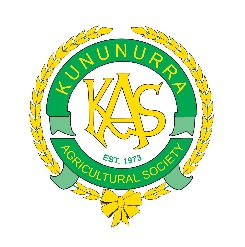 KUNUNURRA
KAS
EST. 1973
AGRICULTURAL SOCIETY